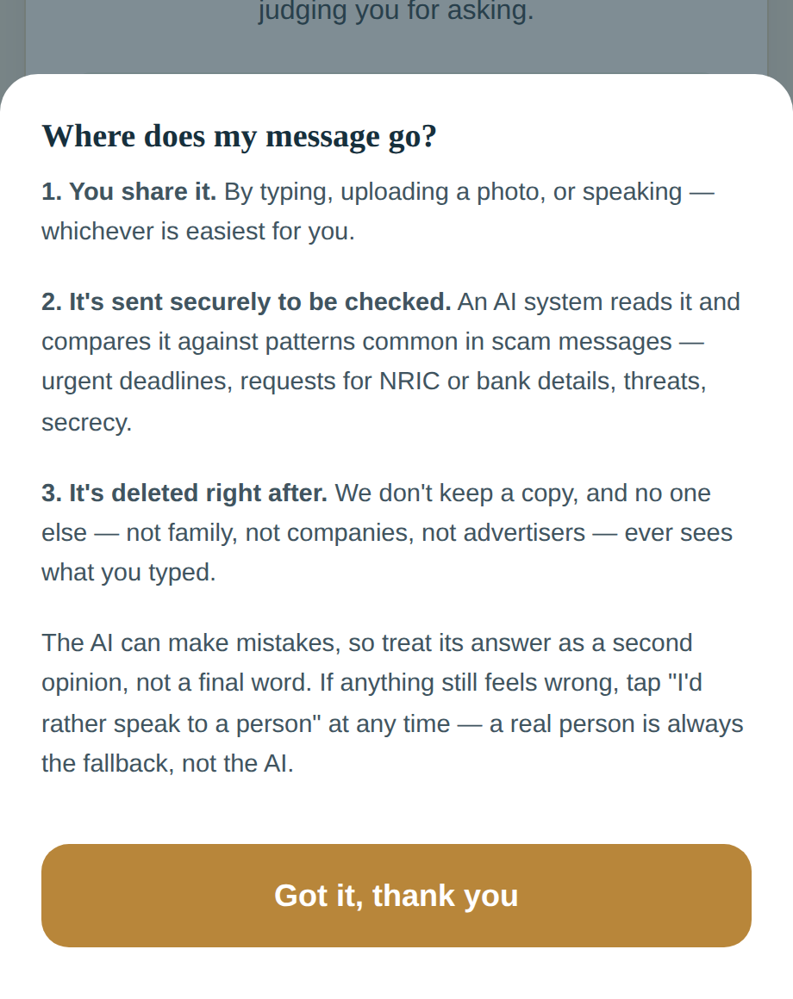 judging you for asking.
Where does my message go?
1. You share it. By typing, uploading a photo, or speaking —
whichever is easiest for you.
2. It's sent securely to be checked. An AI system reads it and
compares it against patterns common in scam messages —
urgent deadlines, requests for NRIC or bank details, threats,
secrecy.
3. It's deleted right after. We don't keep a copy, and no one
else — not family, not companies, not advertisers — ever sees
what you typed.
The AI can make mistakes, so treat its answer as a second
opinion, not a final word. If anything still feels wrong, tap "I'd
rather speak to a person" at any time — a real person is always
the fallback, not the AI.
Got it, thank you